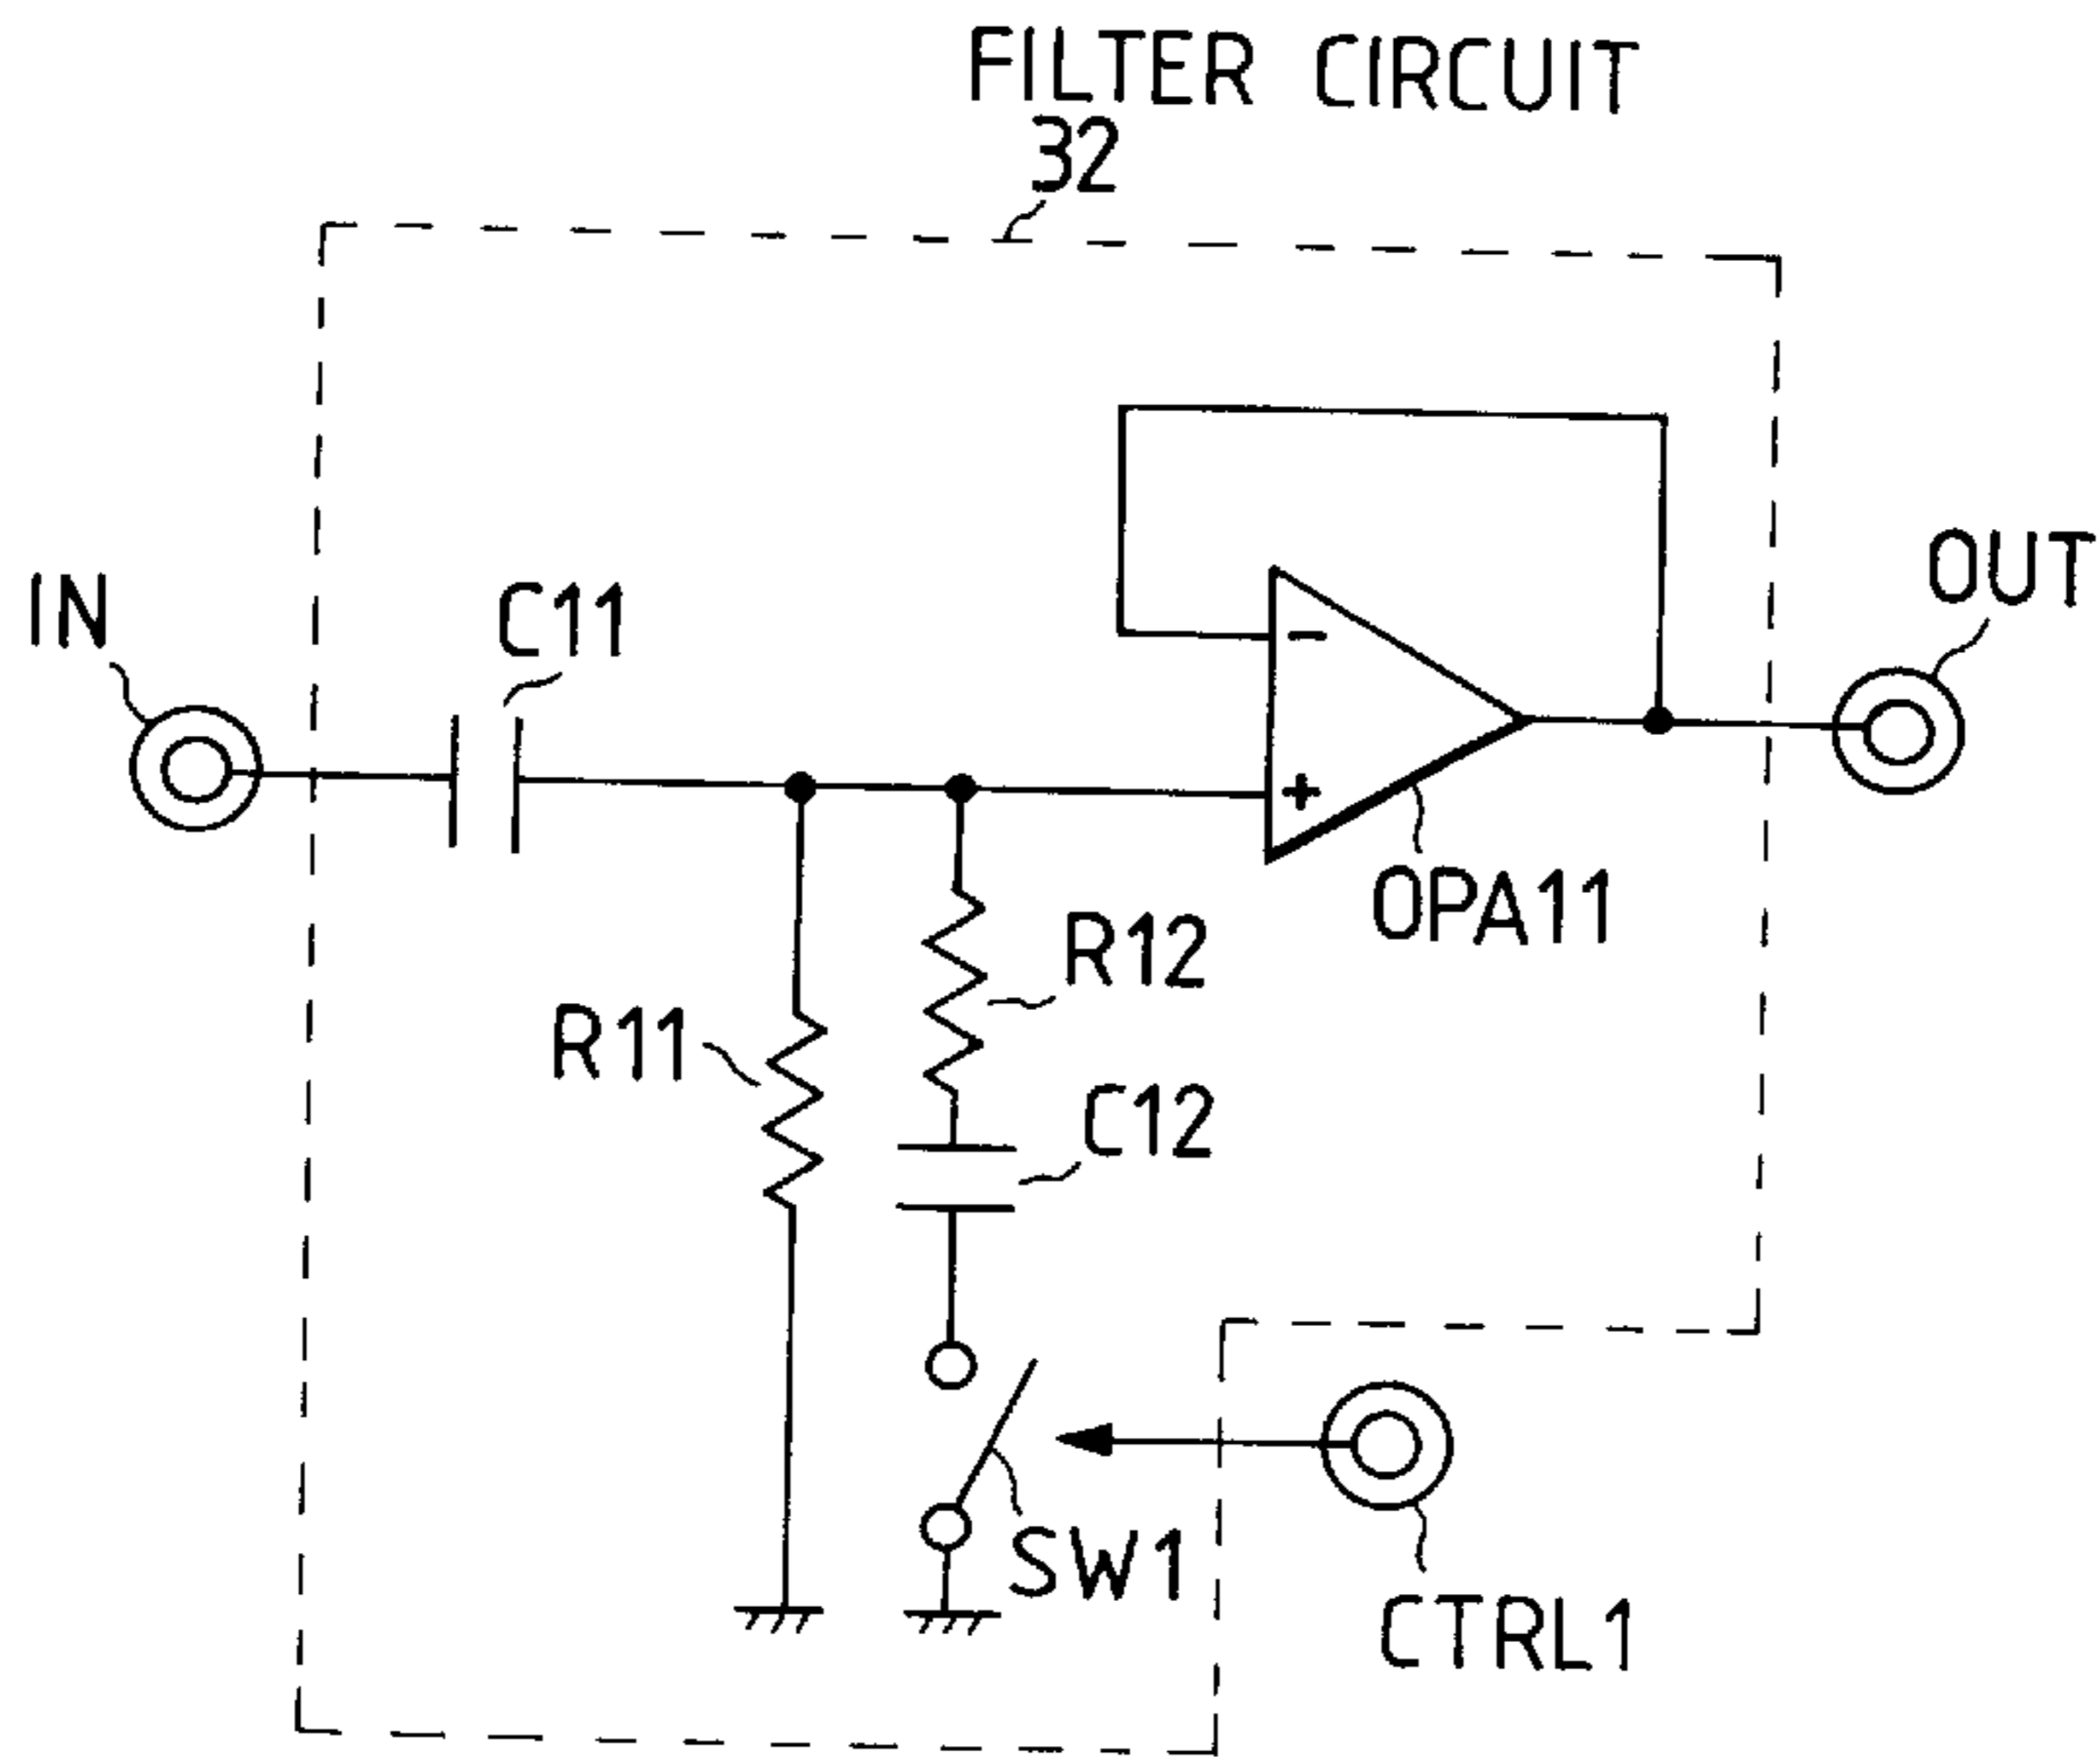 FILTER CIRCUIT
32
IN
C11
OUT
-
+
OPA11
R12
R11
C12
SW1
CTRL1